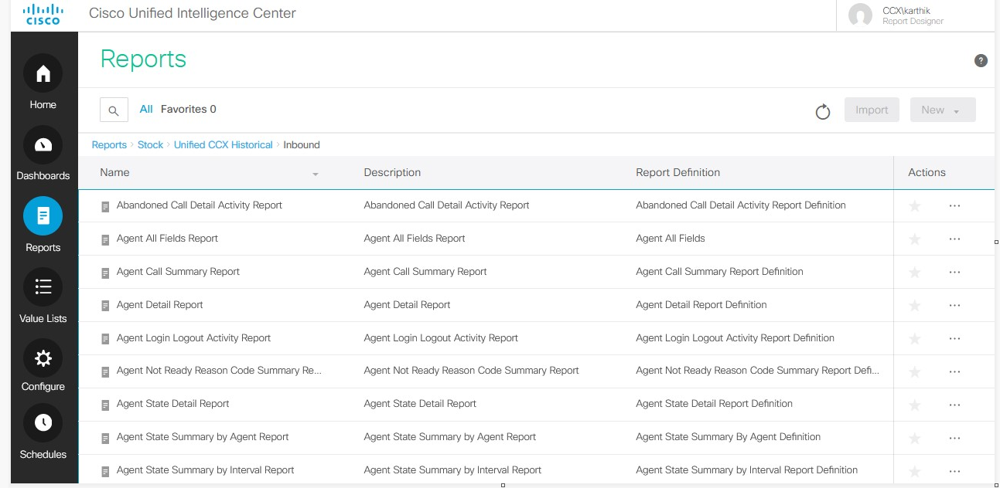 CISCO
Cisco Unified Intelligence Center
CCX\karthik
Report Designer
Home
Dashboards
Reports
Value Lists
Configure
Schedules
Reports
?
All Favorites 0
Import New
Reports › Stock › Unified CCX Historical › Inbound
Name Description Report Definition Actions
Abandoned Call Detail Activity Report Abandoned Call Detail Activity Report Abandoned Call Detail Activity Report Definition ...
Agent All Fields Report Agent All Fields Report Agent All Fields ...
Agent Call Summary Report Agent Call Summary Report Agent Call Summary Report Definition ...
Agent Detail Report Agent Detail Report Agent Detail Report Definition ...
Agent Login Logout Activity Report Agent Login Logout Activity Report Agent Login Logout Activity Report Definition ...
Agent Not Ready Reason Code Summary Re... Agent Not Ready Reason Code Summary Report Agent Not Ready Reason Code Summary Report Defi... ...
Agent State Detail Report Agent State Detail Report Agent State Detail Report Definition ...
Agent State Summary by Agent Report Agent State Summary by Agent Report Agent State Summary By Agent Definition ...
Agent State Summary by Interval Report Agent State Summary by Interval Report Agent State Summary by Interval Report Definition ...